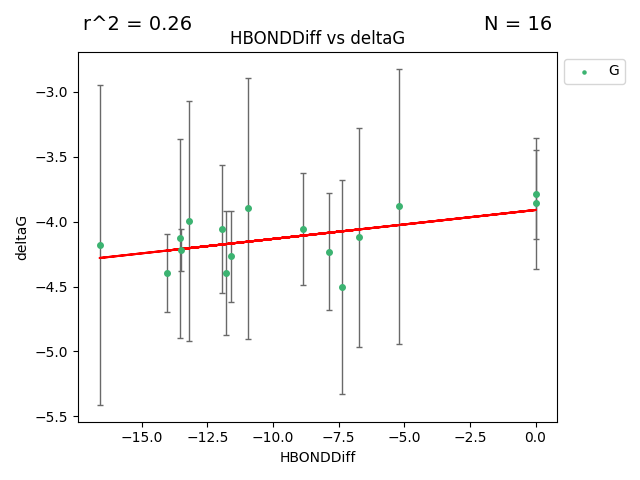 r^2 = 0.26
N = 16
HBONDDiff vs deltaG
G
−3.0
−3.5
−4.0
−4.5
−5.0
−5.5
deltaG
−15.0
−12.5
−10.0
−7.5
−5.0
−2.5
0.0
HBONDDiff